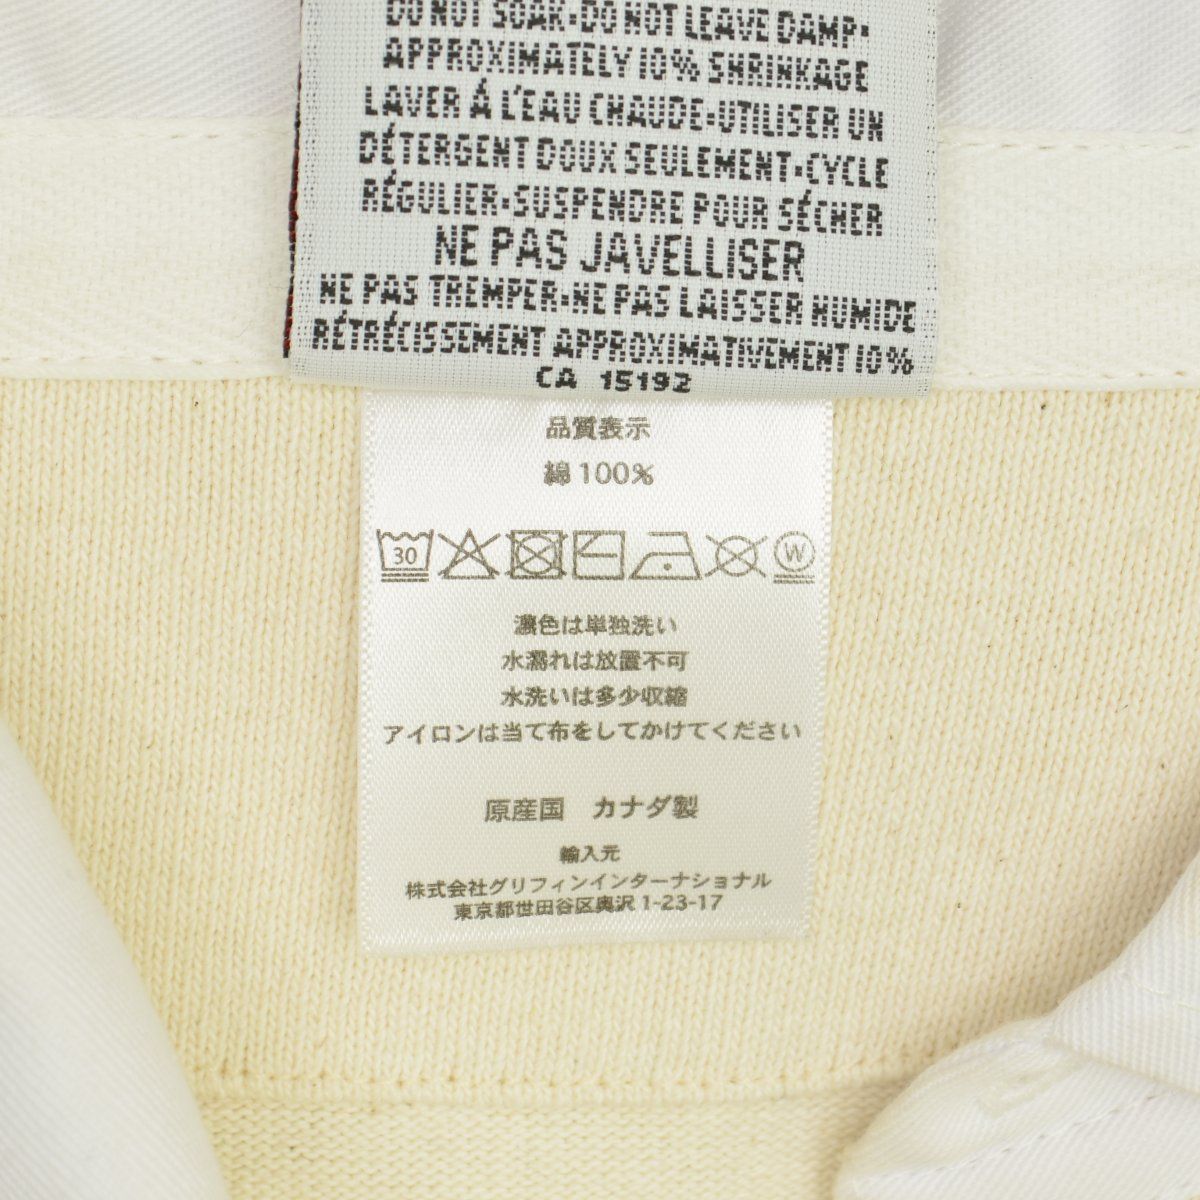 DO NOT SOAK•DO NOT LEAVE DAMP•
APPROXIMATELY 10% SHRINKAGE
LAVER À L'EAU CHAUDE•UTILISER UN
DÉTERGENT DOUX SEULEMENT•CYCLE
RÉGULIER•SUSPENDRE POUR SÉCHER
NE PAS JAVELLISER
NE PAS TREMPER•NE PAS LAISSER HUMIDE
RÉTRÉCISSEMENT APPROXIMATIVEMENT 10%
CA 15192
品質表示
綿 100%
30 W
濃色は単独洗い
水濡れは放置不可
水洗いは多少収縮
アイロンは当て布をしてかけてください
原産国 カナダ製
輸入元
株式会社グリフィンインターナショナル
東京都世田谷区奥沢 1-23-17